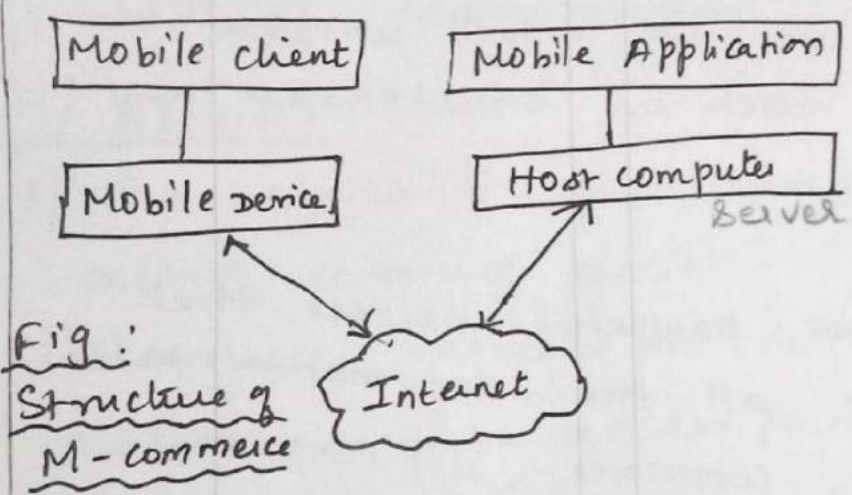 Mobile client
Mobile Application
Mobile Device
Host computer
Server
Internet
Fig :
Structure of
M-commerce